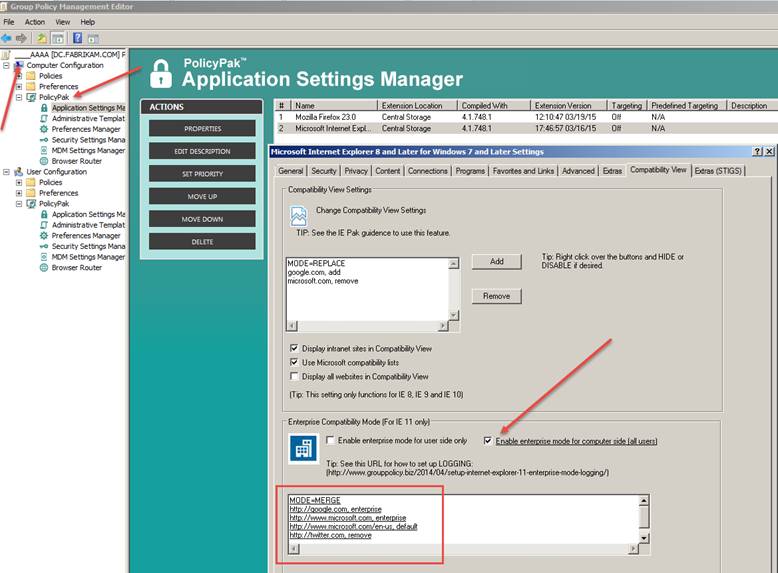 Group Policy Management Editor
File Action View Help
____AAAA [DC.FABRIKAM.COM] P
Computer Configuration
Policies
Preferences
PolicyPak
Application Settings Ma
Administrative Templat
Preferences Manager
Security Settings Mana
MDM Settings Manager
Browser Router
User Configuration
Policies
Preferences
PolicyPak
Application Settings Ma
Administrative Templat
Preferences Manager
Security Settings Mana
MDM Settings Manager
Browser Router
PolicyPak™
Application Settings Manager
ACTIONS
PROPERTIES
EDIT DESCRIPTION
SET PRIORITY
MOVE UP
MOVE DOWN
DELETE
# Name Extension Location Compiled With Extension Version Targeting Predefined Targeting Description
1 Mozilla Firefox 23.0 Central Storage 4.1.748.1 12:10:47 03/19/15 Off N/A
2 Microsoft Internet Expl... Central Storage 4.1.748.1 17:46:57 03/16/15 Off N/A
Microsoft Internet Explorer 8 and Later for Windows 7 and Later Settings
General Security Privacy Content Connections Programs Favorites and Links Advanced Extras Compatibility View Extras (STIGS)
Compatibility View Settings
Change Compatibility View Settings
TIP: See the IE Pak guidence to use this feature.
MODE=REPLACE
google.com, add
microsoft.com, remove
Add
Remove
Tip: Right click over the buttons and HIDE or
DISABLE if desired.
Display intranet sites in Compatibility View
Use Microsoft compatibility lists
Display all websites in Compatibility View
(Tip: This setting only functions for IE 8, IE 9 and IE 10)
Enterprise Compatibility Mode (For IE 11 only)
Enable enterprise mode for user side only
Enable enterprise mode for computer side (all users)
Tip: See this URL for how to set up LOGGING:
(http://www.grouppolicy.biz/2014/04/setup-internet-explorer-11-enterprise-mode-logging/)
MODE=MERGE
http://google.com, enterprise
http://www.microsoft.com, enterprise
http://www.microsoft.com/en-us, default
http://twitter.com, remove